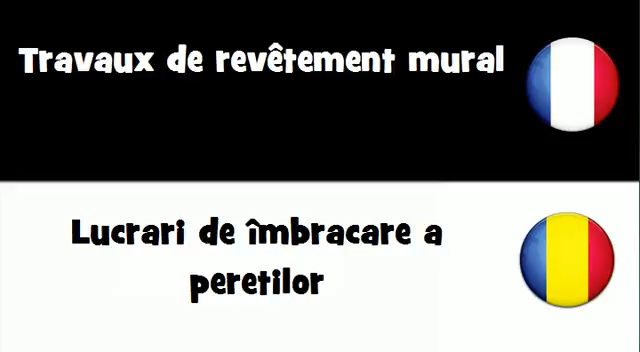 Travaux de revêtement mural
Lucrari de îmbracare a
peretilor